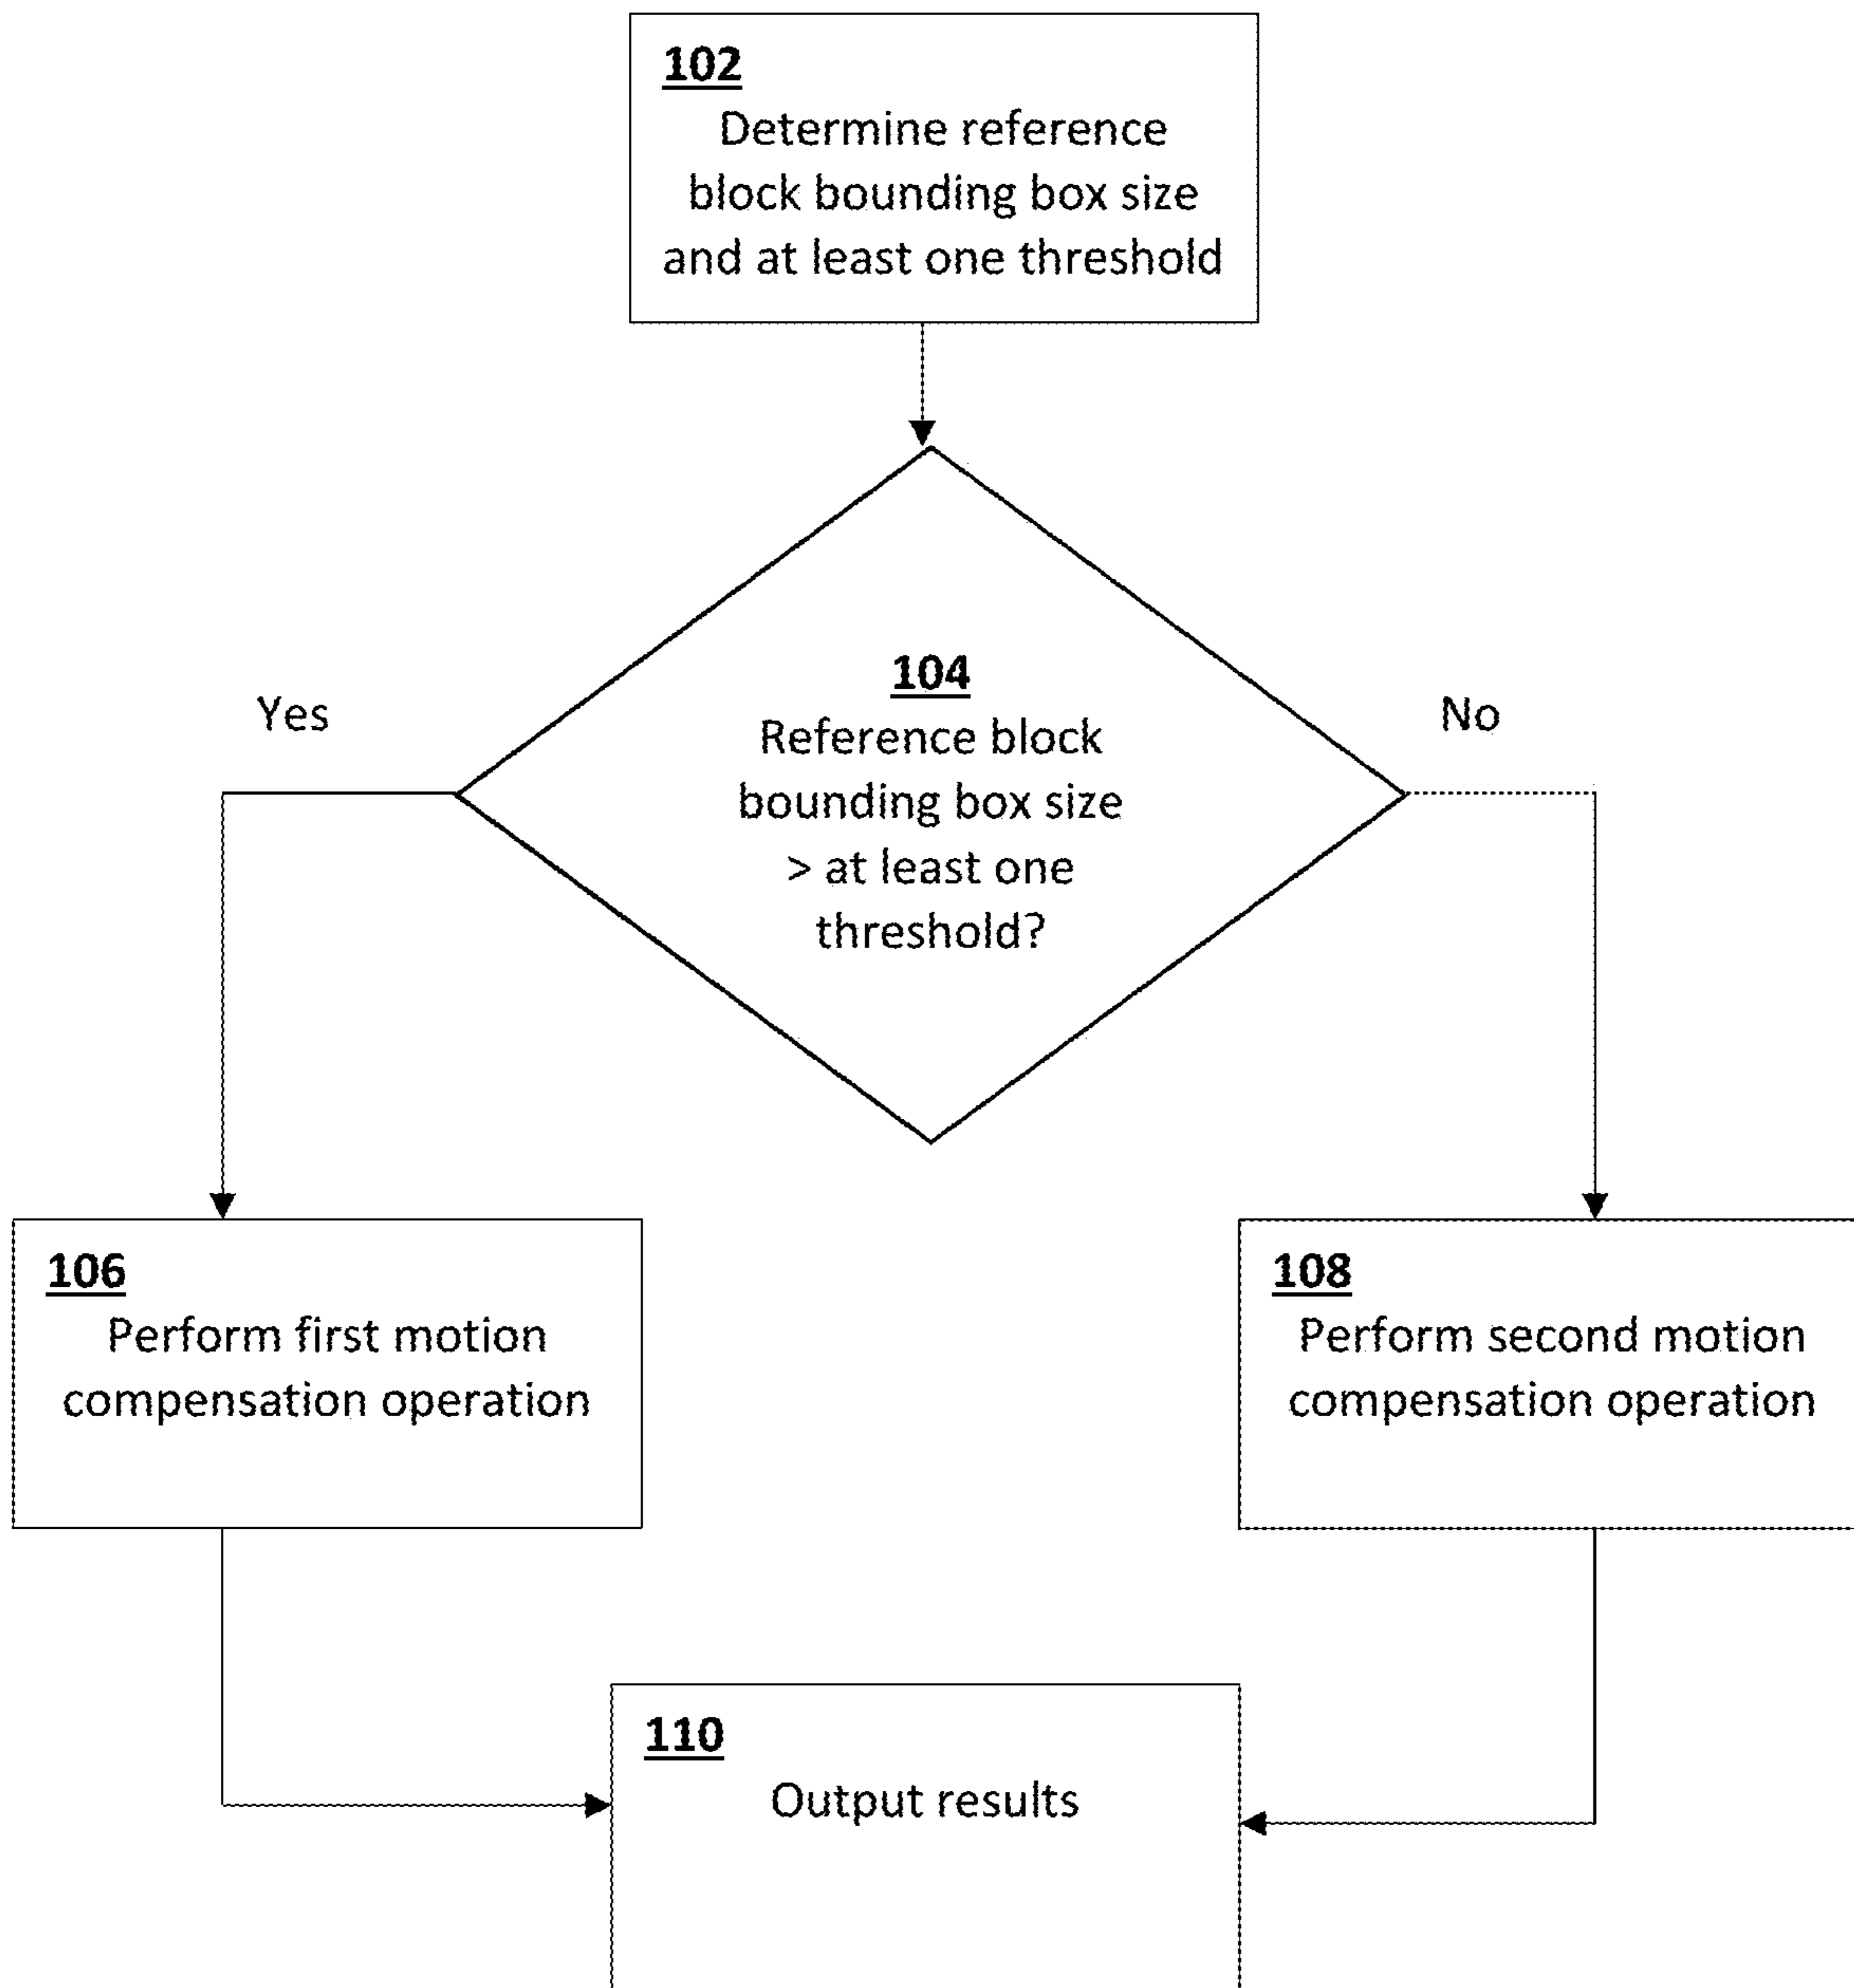 102
Determine reference
block bounding box size
and at least one threshold
104
Reference block
bounding box size
> at least one
threshold?
Yes
No
106
Perform first motion
compensation operation
108
Perform second motion
compensation operation
110
Output results